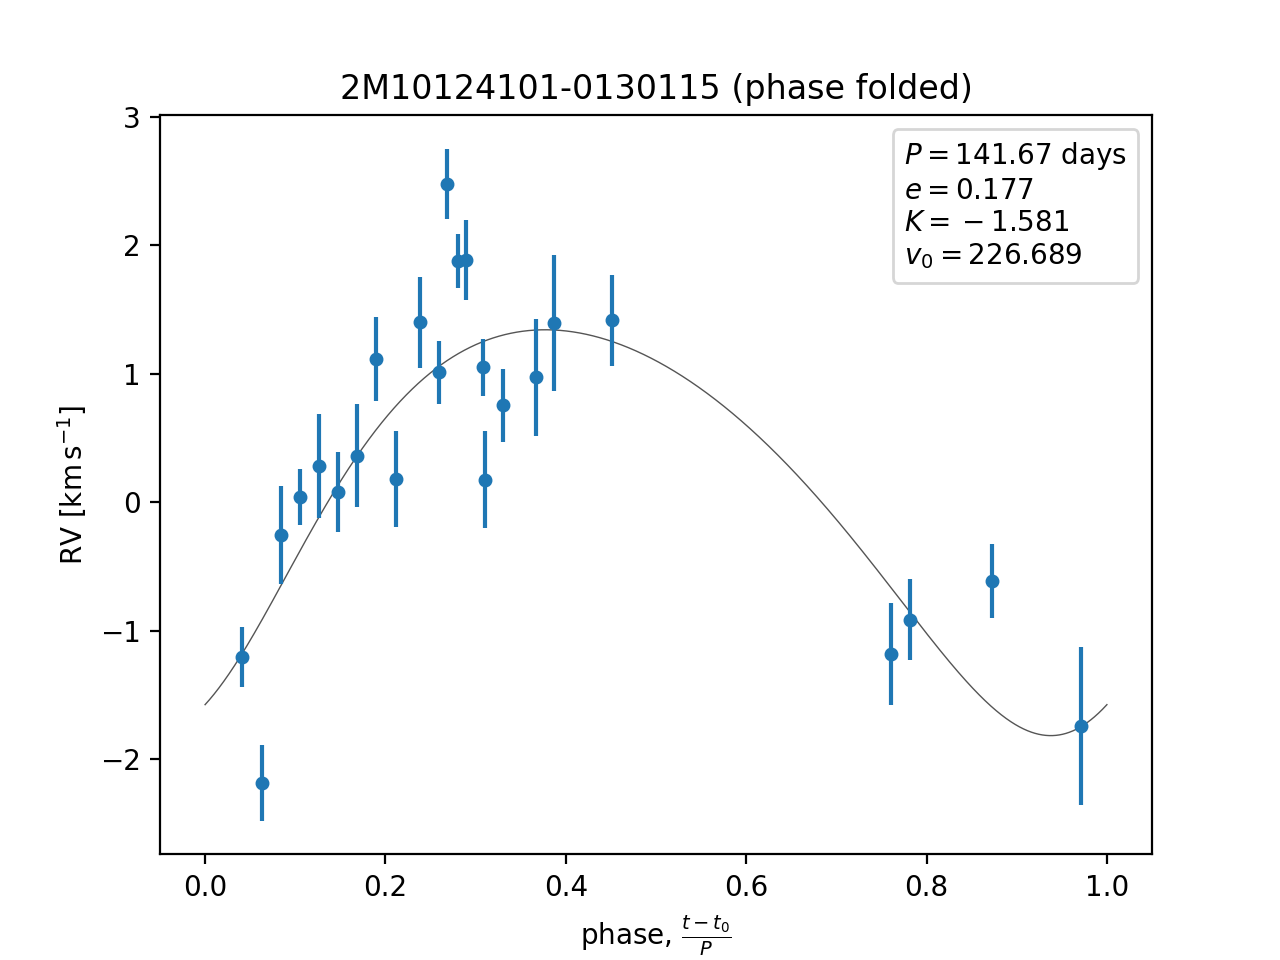 2M10124101-0130115 (phase folded)
P = 141.67 days
e = 0.177
K = −1.581
v₀ = 226.689
3
2
1
0
−1
−2
RV [km s⁻¹]
0.0 0.2 0.4 0.6 0.8 1.0
phase, (t − t₀)/P